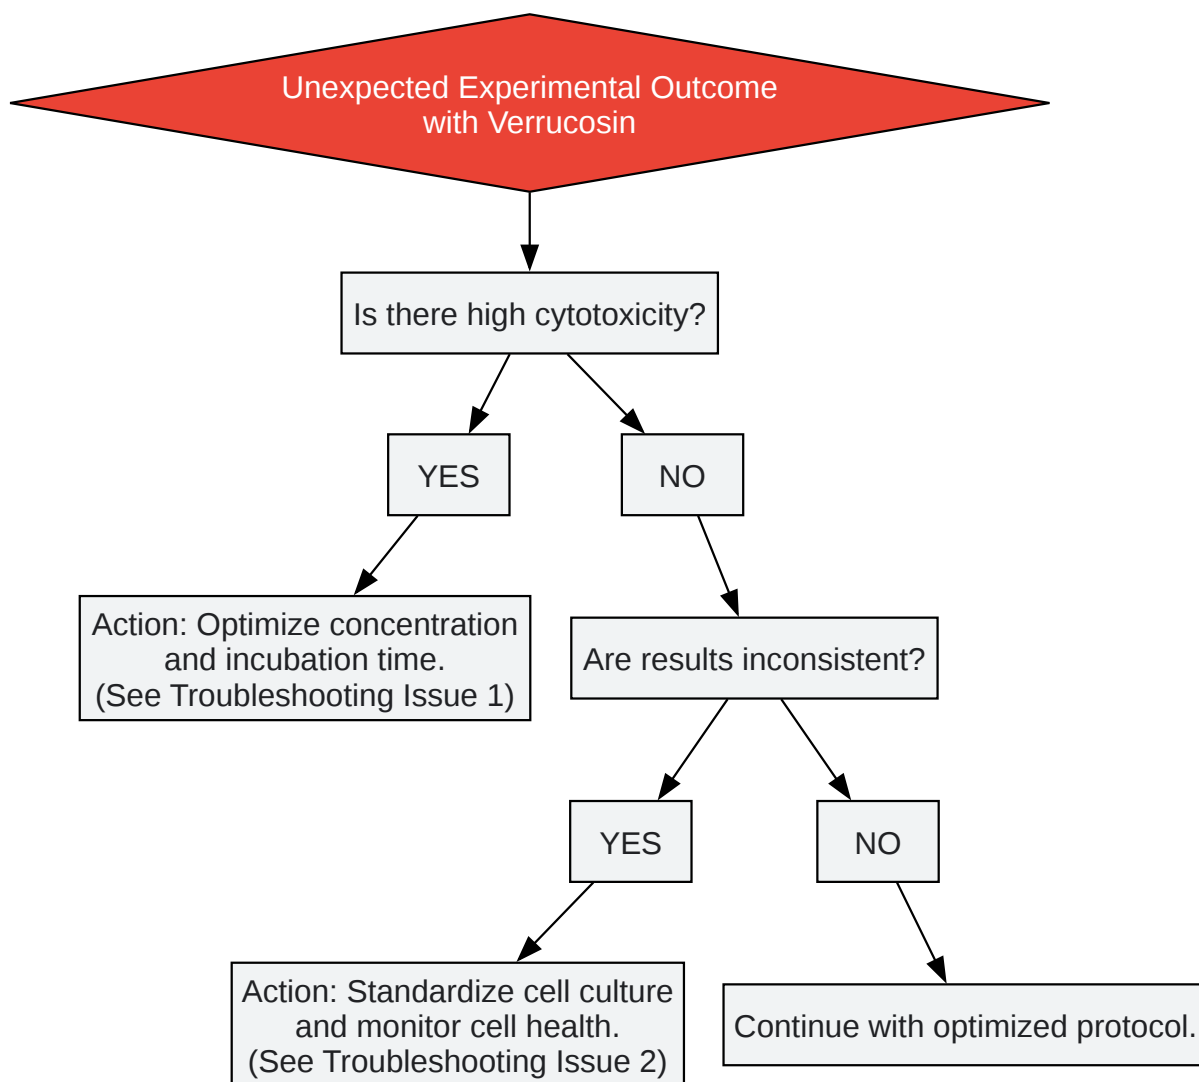 Unexpected Experimental Outcome
with Verrucosin
Is there high cytotoxicity?
YES
NO
Action: Optimize concentration
and incubation time.
(See Troubleshooting Issue 1)
Are results inconsistent?
YES
NO
Action: Standardize cell culture
and monitor cell health.
(See Troubleshooting Issue 2)
Continue with optimized protocol.